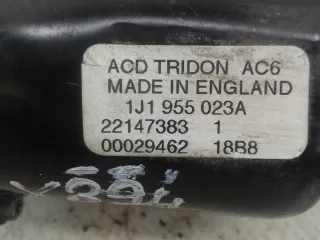 ACD TRIDON AC6
MADE IN ENGLAND
1J1 955 023A
22147383 1
00029462 18B8